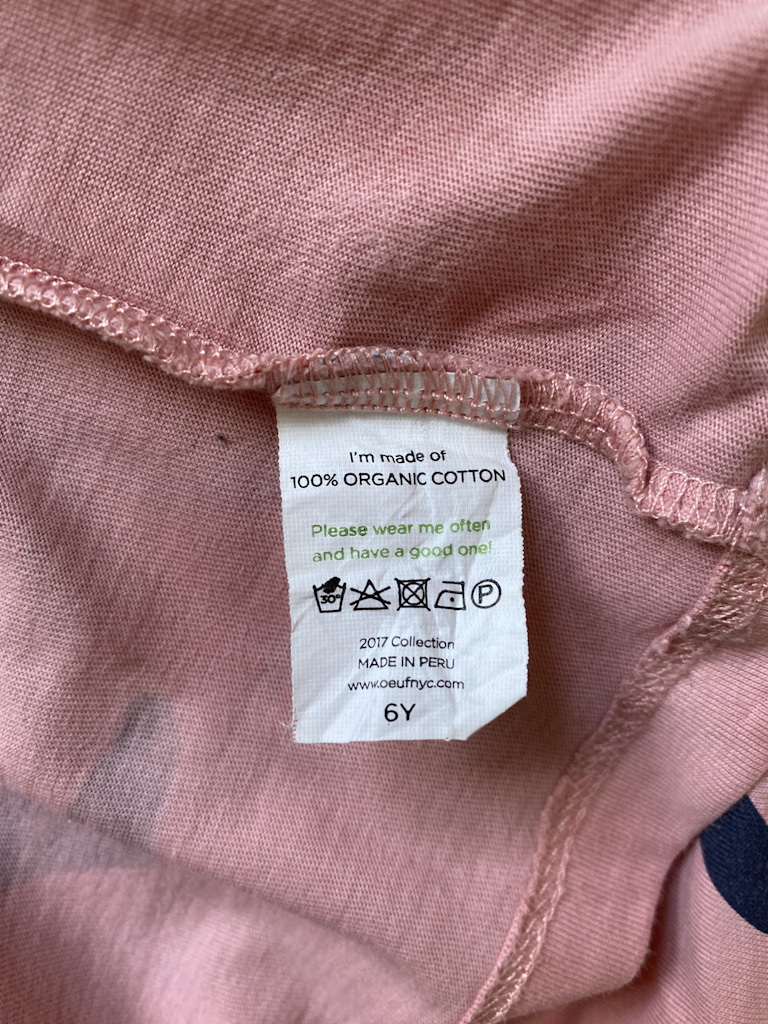 I'm made of
100% ORGANIC COTTON
Please wear me often
and have a good one!
30° P
2017 Collection
MADE IN PERU
www.oeufnyc.com
6Y